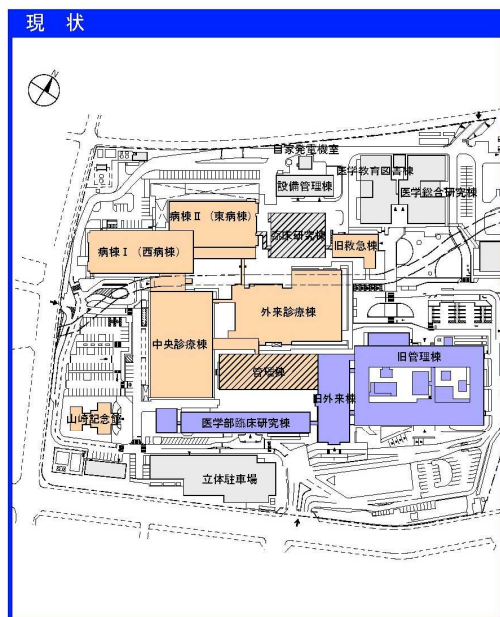 現 状
N
自家発電機室
医学教育図書棟
設備管理棟
医学総合研究棟
病棟Ⅱ（東病棟）
臨床研究棟
旧救急棟
病棟Ⅰ（西病棟）
外来診療棟
中央診療棟
旧管理棟
管理棟
旧外来棟
山崎記念館
医学部臨床研究棟
立体駐車場